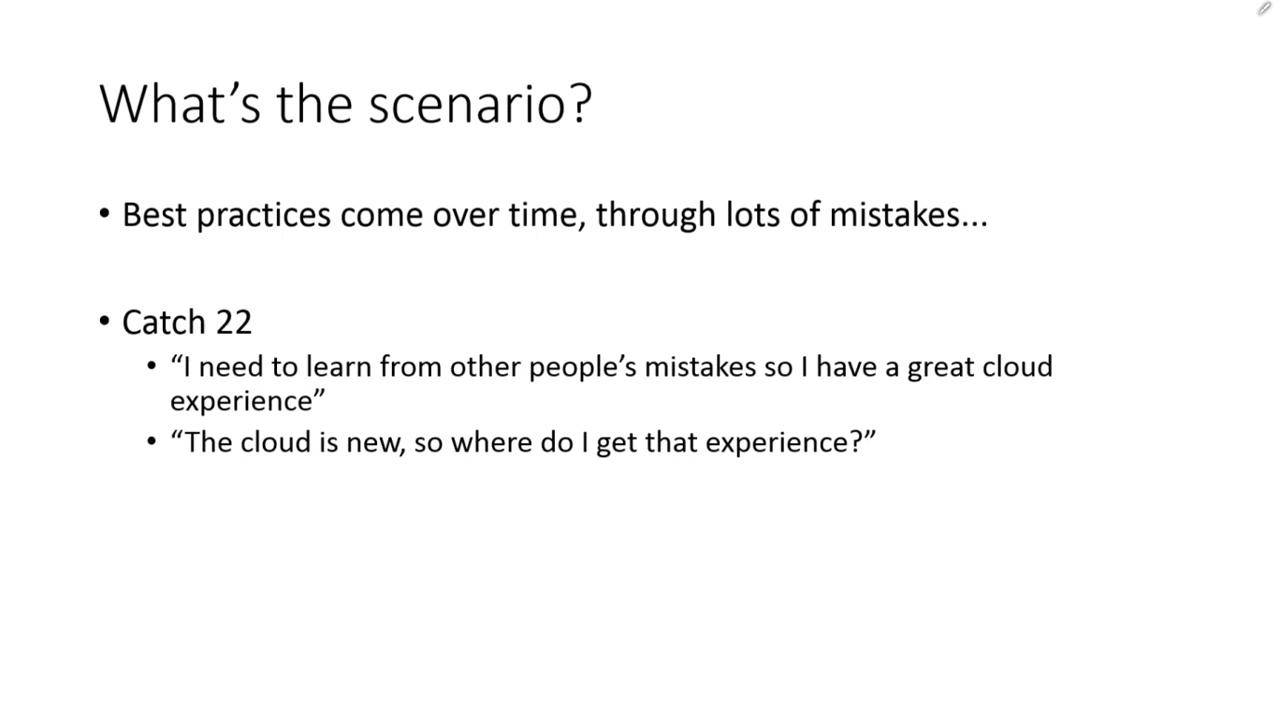 What’s the scenario?
• Best practices come over time, through lots of mistakes...
• Catch 22
• “I need to learn from other people’s mistakes so I have a great cloud
experience”
• “The cloud is new, so where do I get that experience?”